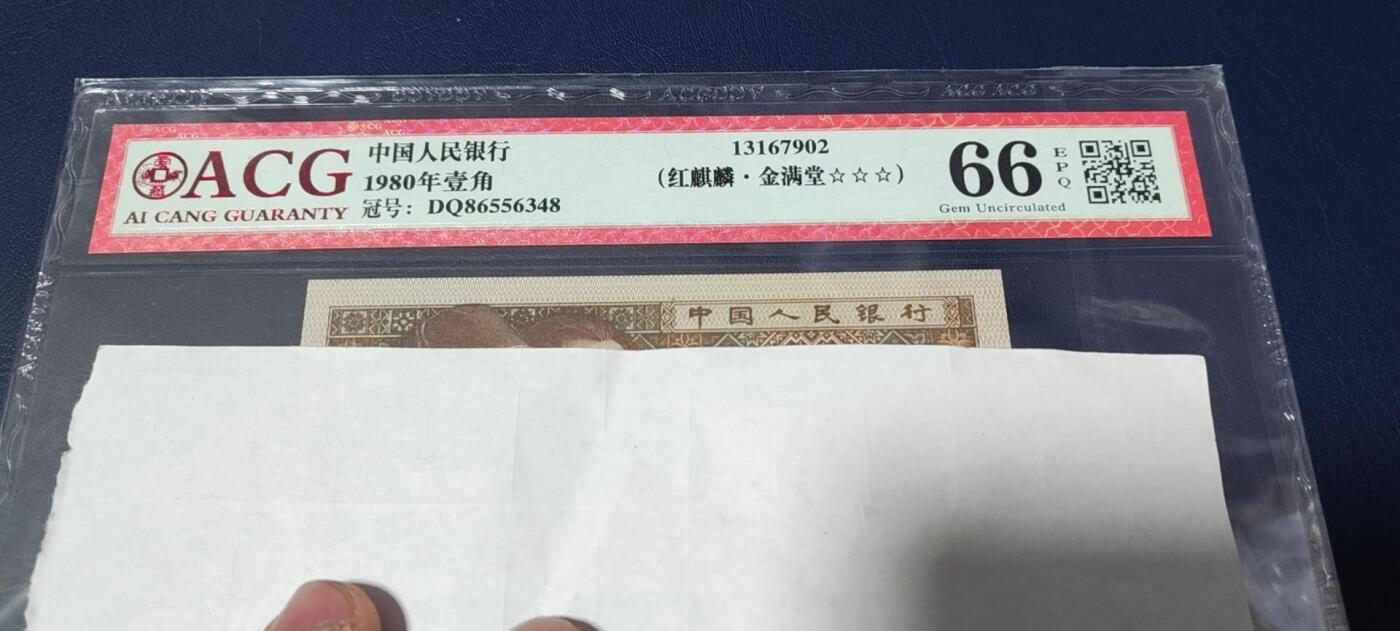 ACG
AI CANG GUARANTY
中国人民银行
1980年壹角
冠号：DQ86556348
13167902
（红麒麟·金满堂☆☆☆）
66
EPQ
Gem Uncirculated
中国人民银行